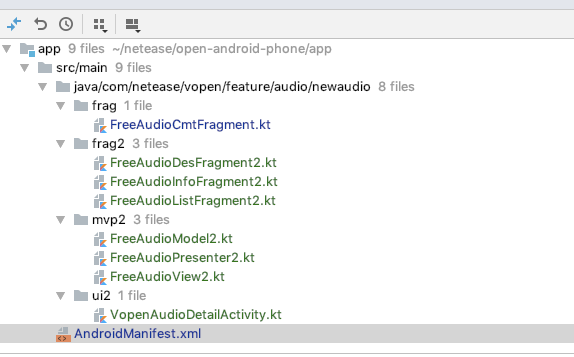 app 9 files ~/netease/open-android-phone/app
src/main 9 files
java/com/netease/vopen/feature/audio/newaudio 8 files
frag 1 file
FreeAudioCmtFragment.kt
frag2 3 files
FreeAudioDesFragment2.kt
FreeAudioInfoFragment2.kt
FreeAudioListFragment2.kt
mvp2 3 files
FreeAudioModel2.kt
FreeAudioPresenter2.kt
FreeAudioView2.kt
ui2 1 file
VopenAudioDetailActivity.kt
AndroidManifest.xml